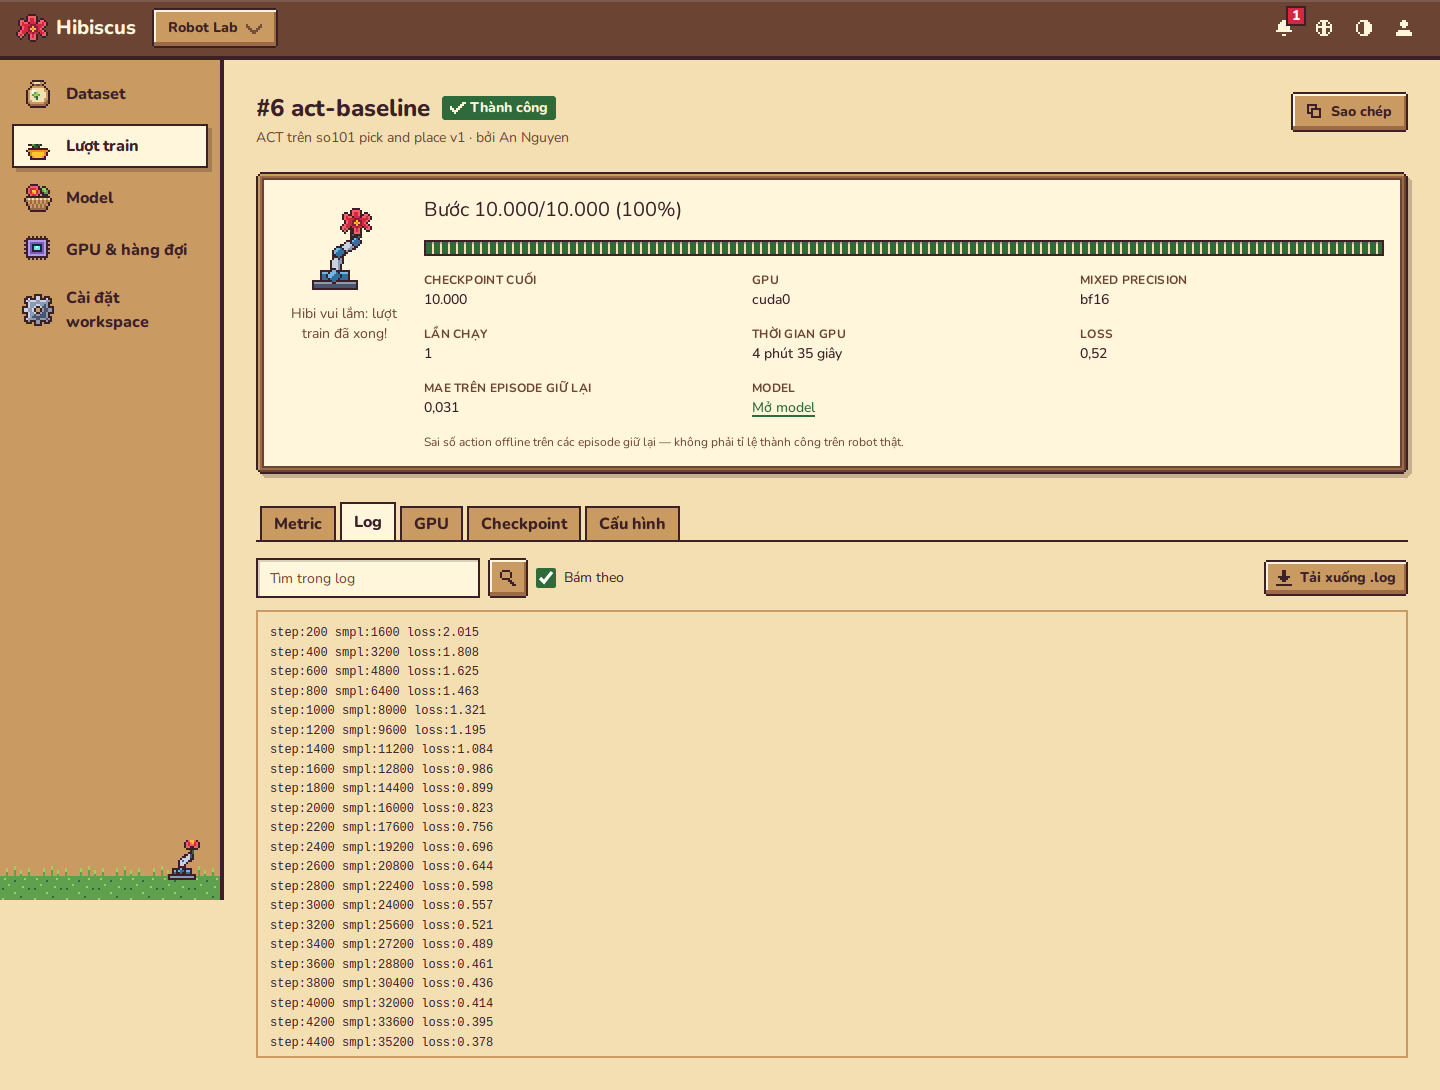 Hibiscus
Robot Lab
1
Dataset
Lượt train
Model
GPU & hàng đợi
Cài đặt
workspace
#6 act-baseline
Thành công
Sao chép
ACT trên so101 pick and place v1 · bởi An Nguyen
Bước 10.000/10.000 (100%)
Hibi vui lắm: lượt
train đã xong!
CHECKPOINT CUỐI
10.000
GPU
cuda0
MIXED PRECISION
bf16
LẦN CHẠY
1
THỜI GIAN GPU
4 phút 35 giây
LOSS
0,52
MAE TRÊN EPISODE GIỮ LẠI
0,031
MODEL
Mở model
Sai số action offline trên các episode giữ lại — không phải tỉ lệ thành công trên robot thật.
Metric
Log
GPU
Checkpoint
Cấu hình
Tìm trong log
Bám theo
Tải xuống .log
step:200 smpl:1600 loss:2.015
step:400 smpl:3200 loss:1.808
step:600 smpl:4800 loss:1.625
step:800 smpl:6400 loss:1.463
step:1000 smpl:8000 loss:1.321
step:1200 smpl:9600 loss:1.195
step:1400 smpl:11200 loss:1.084
step:1600 smpl:12800 loss:0.986
step:1800 smpl:14400 loss:0.899
step:2000 smpl:16000 loss:0.823
step:2200 smpl:17600 loss:0.756
step:2400 smpl:19200 loss:0.696
step:2600 smpl:20800 loss:0.644
step:2800 smpl:22400 loss:0.598
step:3000 smpl:24000 loss:0.557
step:3200 smpl:25600 loss:0.521
step:3400 smpl:27200 loss:0.489
step:3600 smpl:28800 loss:0.461
step:3800 smpl:30400 loss:0.436
step:4000 smpl:32000 loss:0.414
step:4200 smpl:33600 loss:0.395
step:4400 smpl:35200 loss:0.378